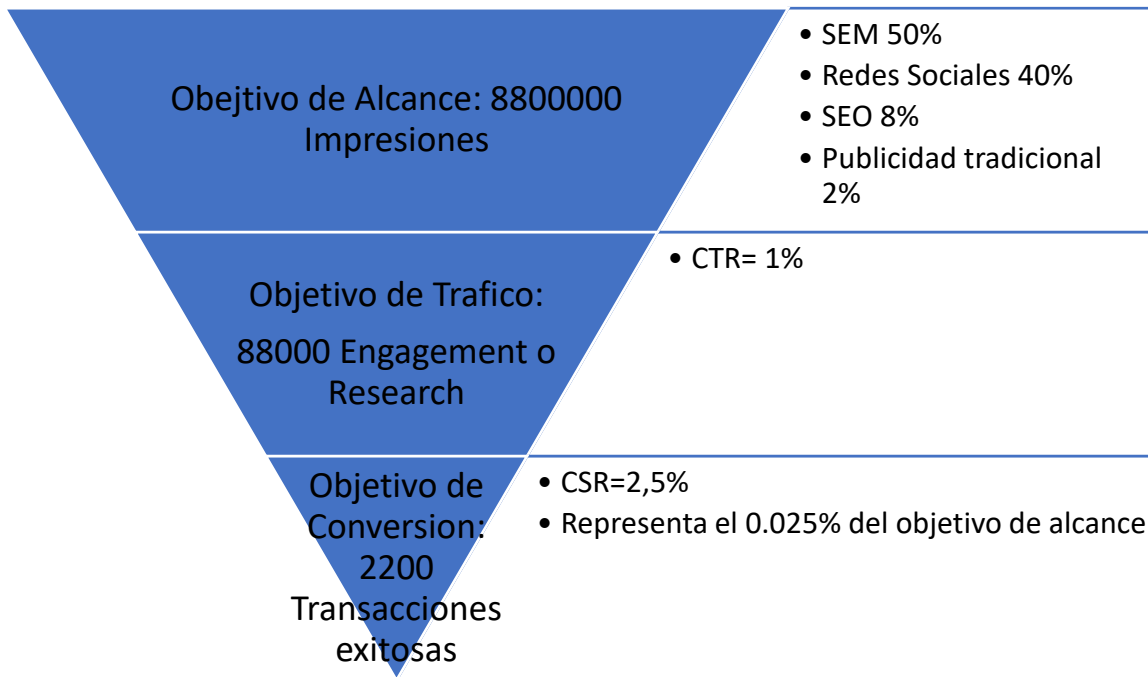 Obejtivo de Alcance: 8800000
Impresiones
• SEM 50%
• Redes Sociales 40%
• SEO 8%
• Publicidad tradicional
2%
Objetivo de Trafico:
88000 Engagement o
Research
• CTR= 1%
Objetivo de
Conversion:
2200
Transacciones
exitosas
• CSR=2,5%
• Representa el 0.025% del objetivo de alcance